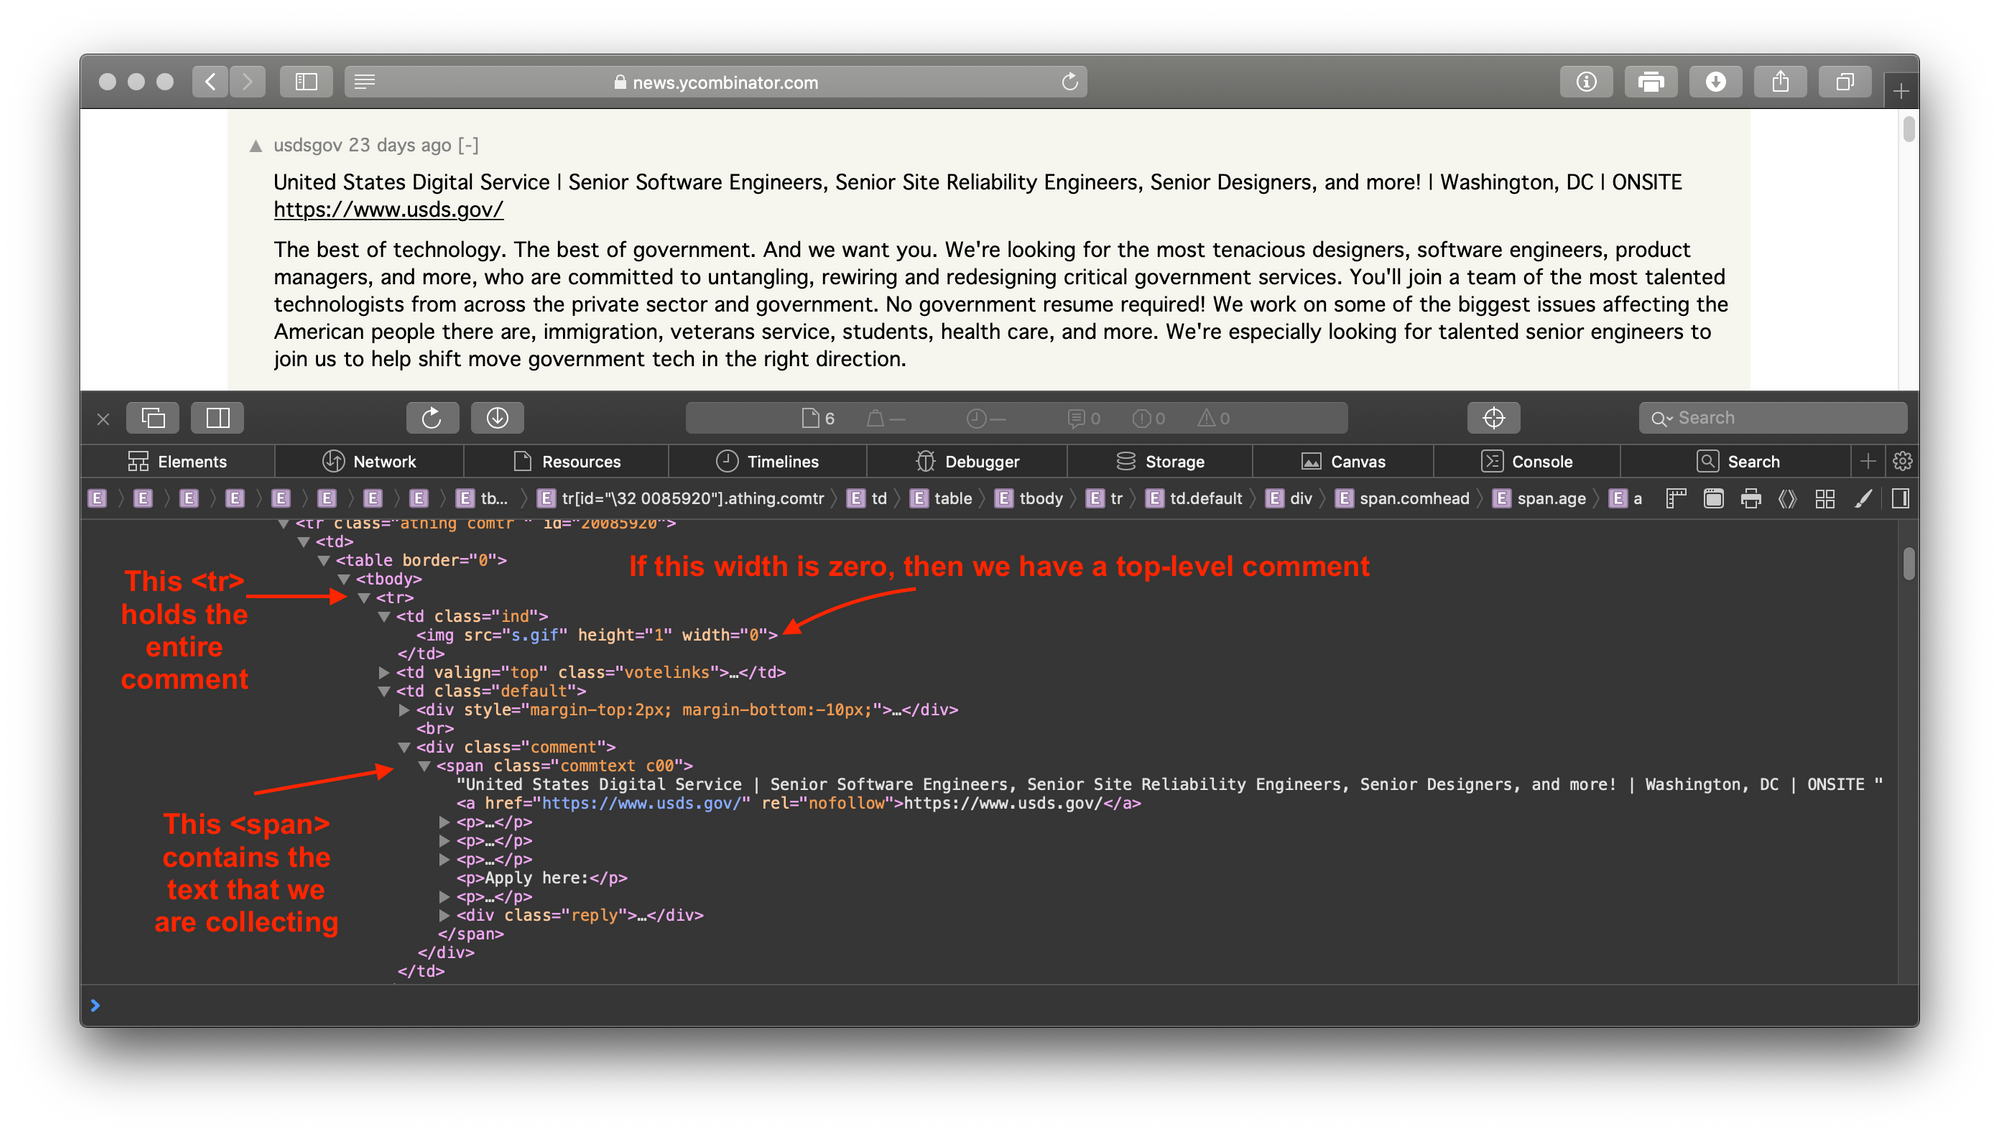 news.ycombinator.com
usdsgov 23 days ago [-]
United States Digital Service | Senior Software Engineers, Senior Site Reliability Engineers, Senior Designers, and more! | Washington, DC | ONSITE
https://www.usds.gov/
The best of technology. The best of government. And we want you. We're looking for the most tenacious designers, software engineers, product
managers, and more, who are committed to untangling, rewiring and redesigning critical government services. You'll join a team of the most talented
technologists from across the private sector and government. No government resume required! We work on some of the biggest issues affecting the
American people there are, immigration, veterans service, students, health care, and more. We're especially looking for talented senior engineers to
join us to help shift move government tech in the right direction.
6 — — 0 0 0 Search
Elements Network Resources Timelines Debugger Storage Canvas Console Search
E E E E E E E E E tb... E tr[id="\32 0085920"].athing.comtr E td E table E tbody E tr E td.default E div E span.comhead E span.age E a
<tr class="athing comtr " id="20085920">
<td>
<table border="0">
<tbody>
<tr>
<td class="ind">
<img src="s.gif" height="1" width="0">
</td>
<td valign="top" class="votelinks">…</td>
<td class="default">
<div style="margin-top:2px; margin-bottom:-10px;">…</div>
<br>
<div class="comment">
<span class="commtext c00">
"United States Digital Service | Senior Software Engineers, Senior Site Reliability Engineers, Senior Designers, and more! | Washington, DC | ONSITE "
<a href="https://www.usds.gov/" rel="nofollow">https://www.usds.gov/</a>
<p>…</p>
<p>…</p>
<p>…</p>
<p>Apply here:</p>
<p>…</p>
<div class="reply">…</div>
</span>
</div>
</td>
If this width is zero, then we have a top-level comment
This <tr>
holds the
entire
comment
This <span>
contains the
text that we
are collecting